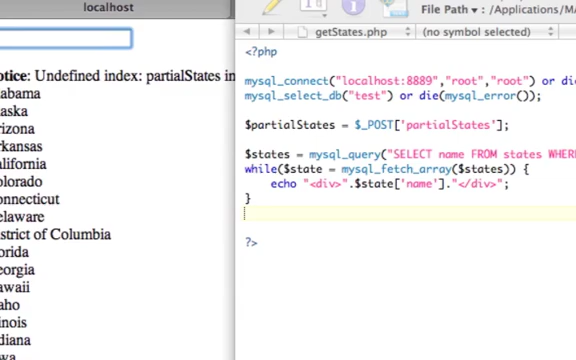 localhost
File Path : /Applications/MA
getStates.php
(no symbol selected)
otice: Undefined index: partialStates in
abama
aska
rizona
rkansas
alifornia
olorado
onnecticut
elaware
strict of Columbia
orida
eorgia
awaii
aho
inois
diana
wa
<?php
mysql_connect("localhost:8889","root","root") or die
mysql_select_db("test") or die(mysql_error());
$partialStates = $_POST['partialStates'];
$states = mysql_query("SELECT name FROM states WHERE
while($state = mysql_fetch_array($states)) {
echo "<div>".$state['name']."</div>";
}
?>